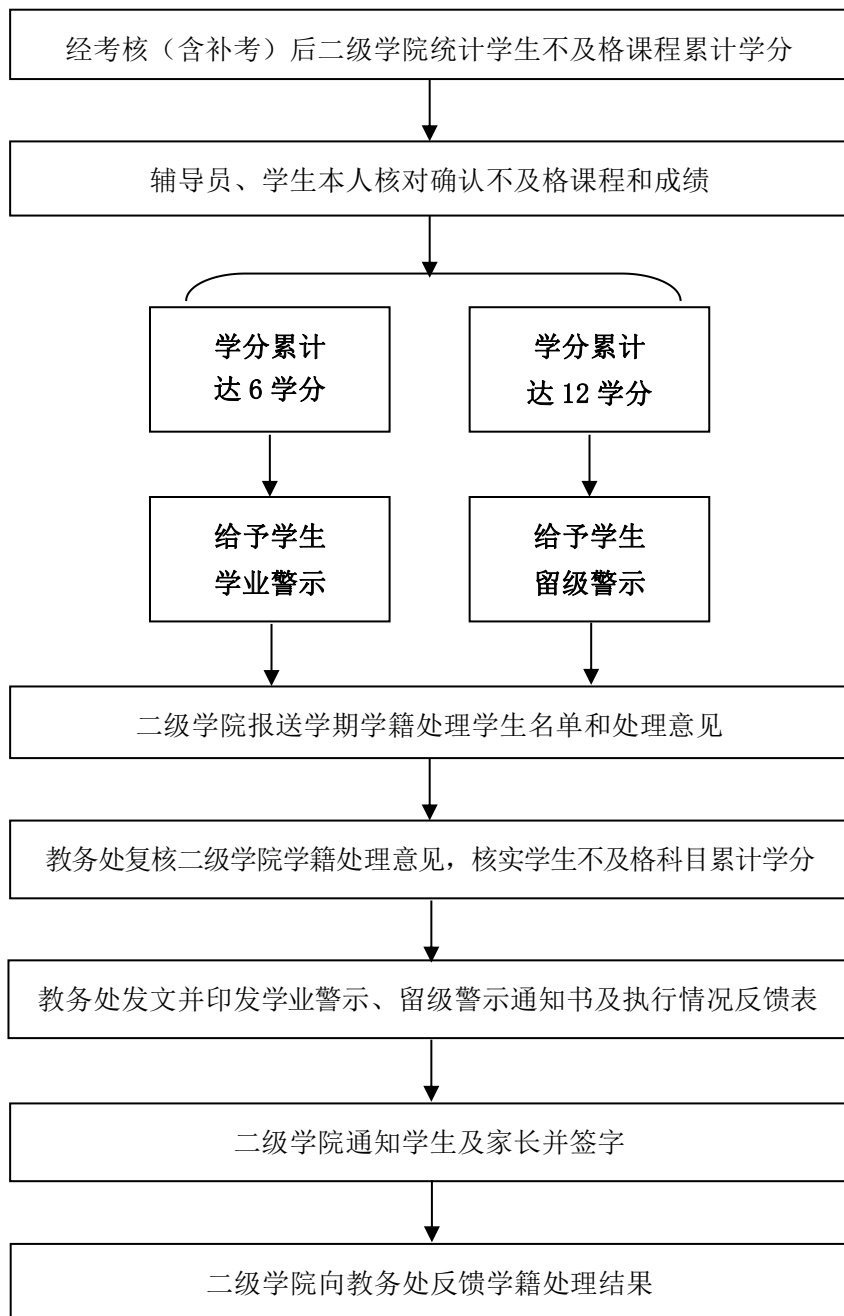 经考核（含补考）后二级学院统计学生不及格课程累计学分
辅导员、学生本人核对确认不及格课程和成绩
学分累计
达 6 学分
学分累计
达 12 学分
给予学生
学业警示
给予学生
留级警示
二级学院报送学期学籍处理学生名单和处理意见
教务处复核二级学院学籍处理意见，核实学生不及格科目累计学分
教务处发文并印发学业警示、留级警示通知书及执行情况反馈表
二级学院通知学生及家长并签字
二级学院向教务处反馈学籍处理结果